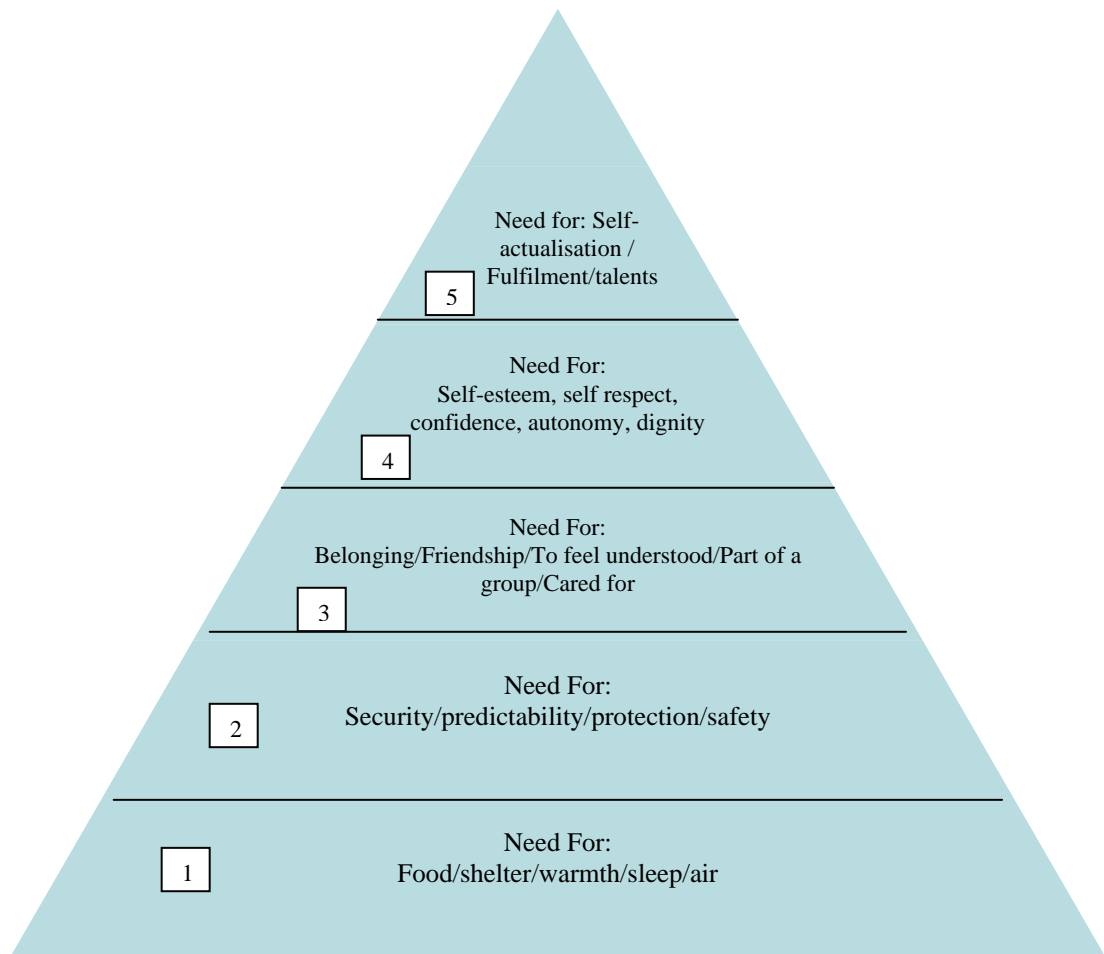 Need for: Self-
actualisation /
Fulfilment/talents
5
Need For:
Self-esteem, self respect,
confidence, autonomy, dignity
4
Need For:
Belonging/Friendship/To feel understood/Part of a
group/Cared for
3
Need For:
Security/predictability/protection/safety
2
Need For:
Food/shelter/warmth/sleep/air
1